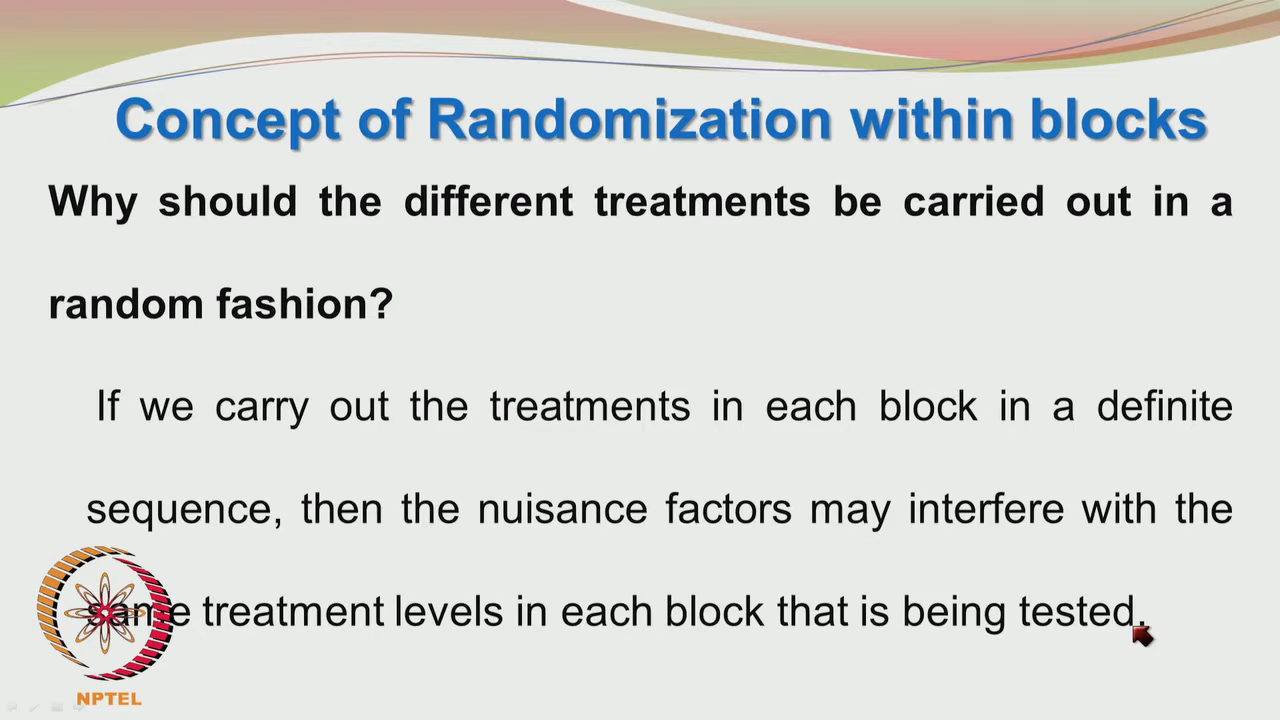 Concept of Randomization within blocks
Why should the different treatments be carried out in a
random fashion?
If we carry out the treatments in each block in a definite
sequence, then the nuisance factors may interfere with the
same treatment levels in each block that is being tested.
NPTEL